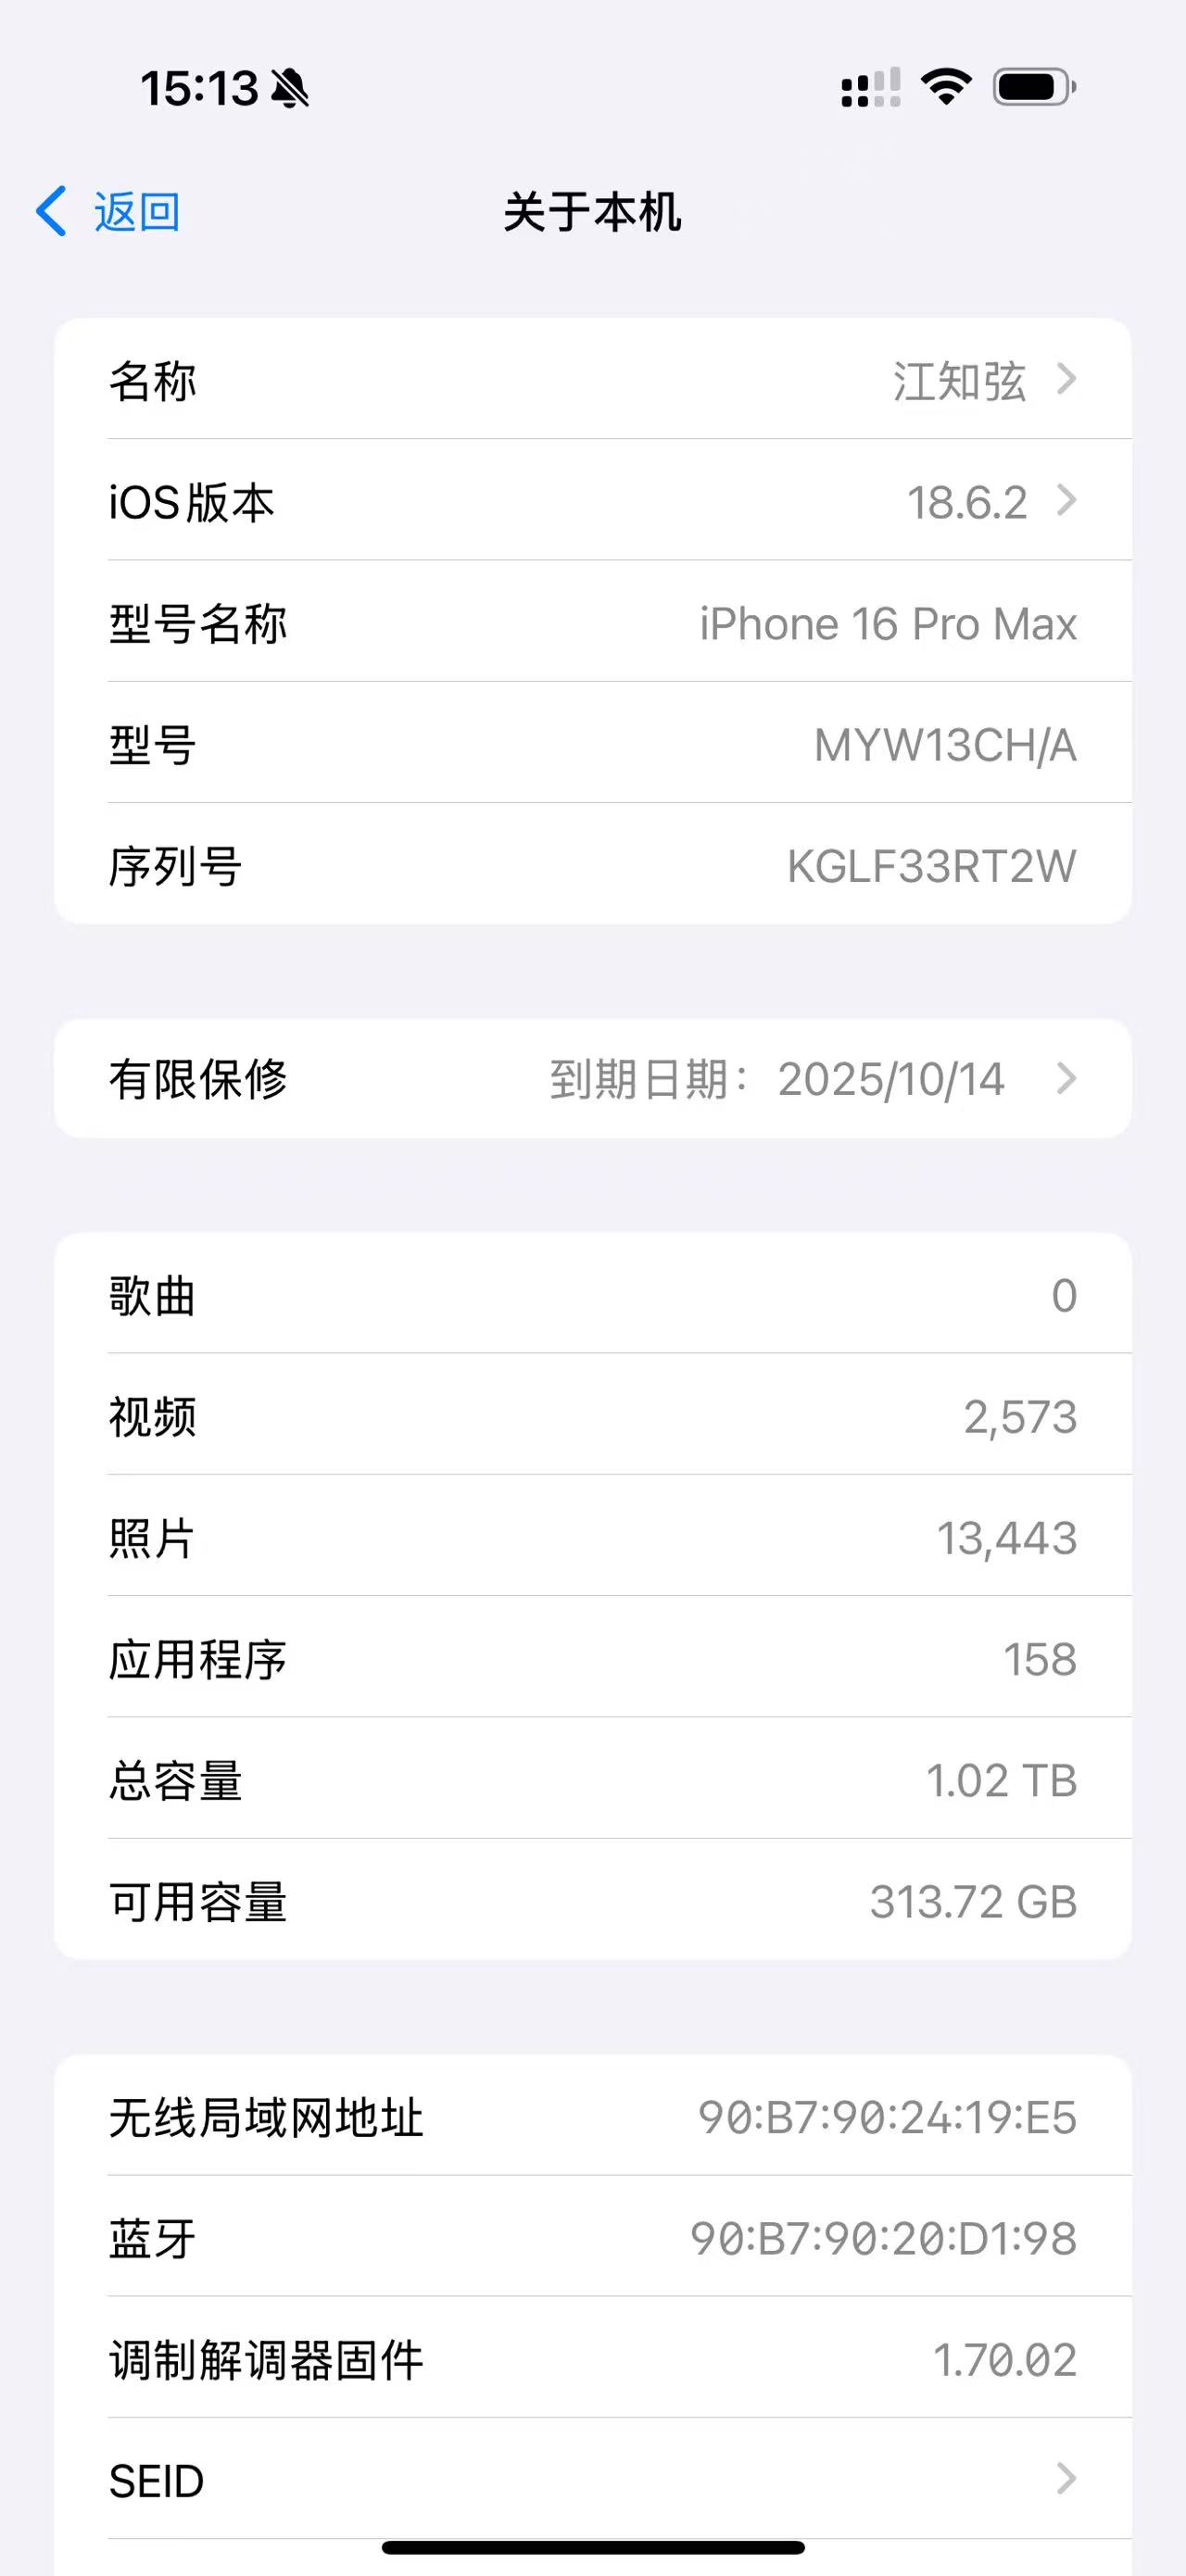 15:13
返回
关于本机
名称 江知弦
iOS版本 18.6.2
型号名称 iPhone 16 Pro Max
型号 MYW13CH/A
序列号 KGLF33RT2W
有限保修 到期日期：2025/10/14
歌曲 0
视频 2,573
照片 13,443
应用程序 158
总容量 1.02 TB
可用容量 313.72 GB
无线局域网地址 90:B7:90:24:19:E5
蓝牙 90:B7:90:20:D1:98
调制解调器固件 1.70.02
SEID